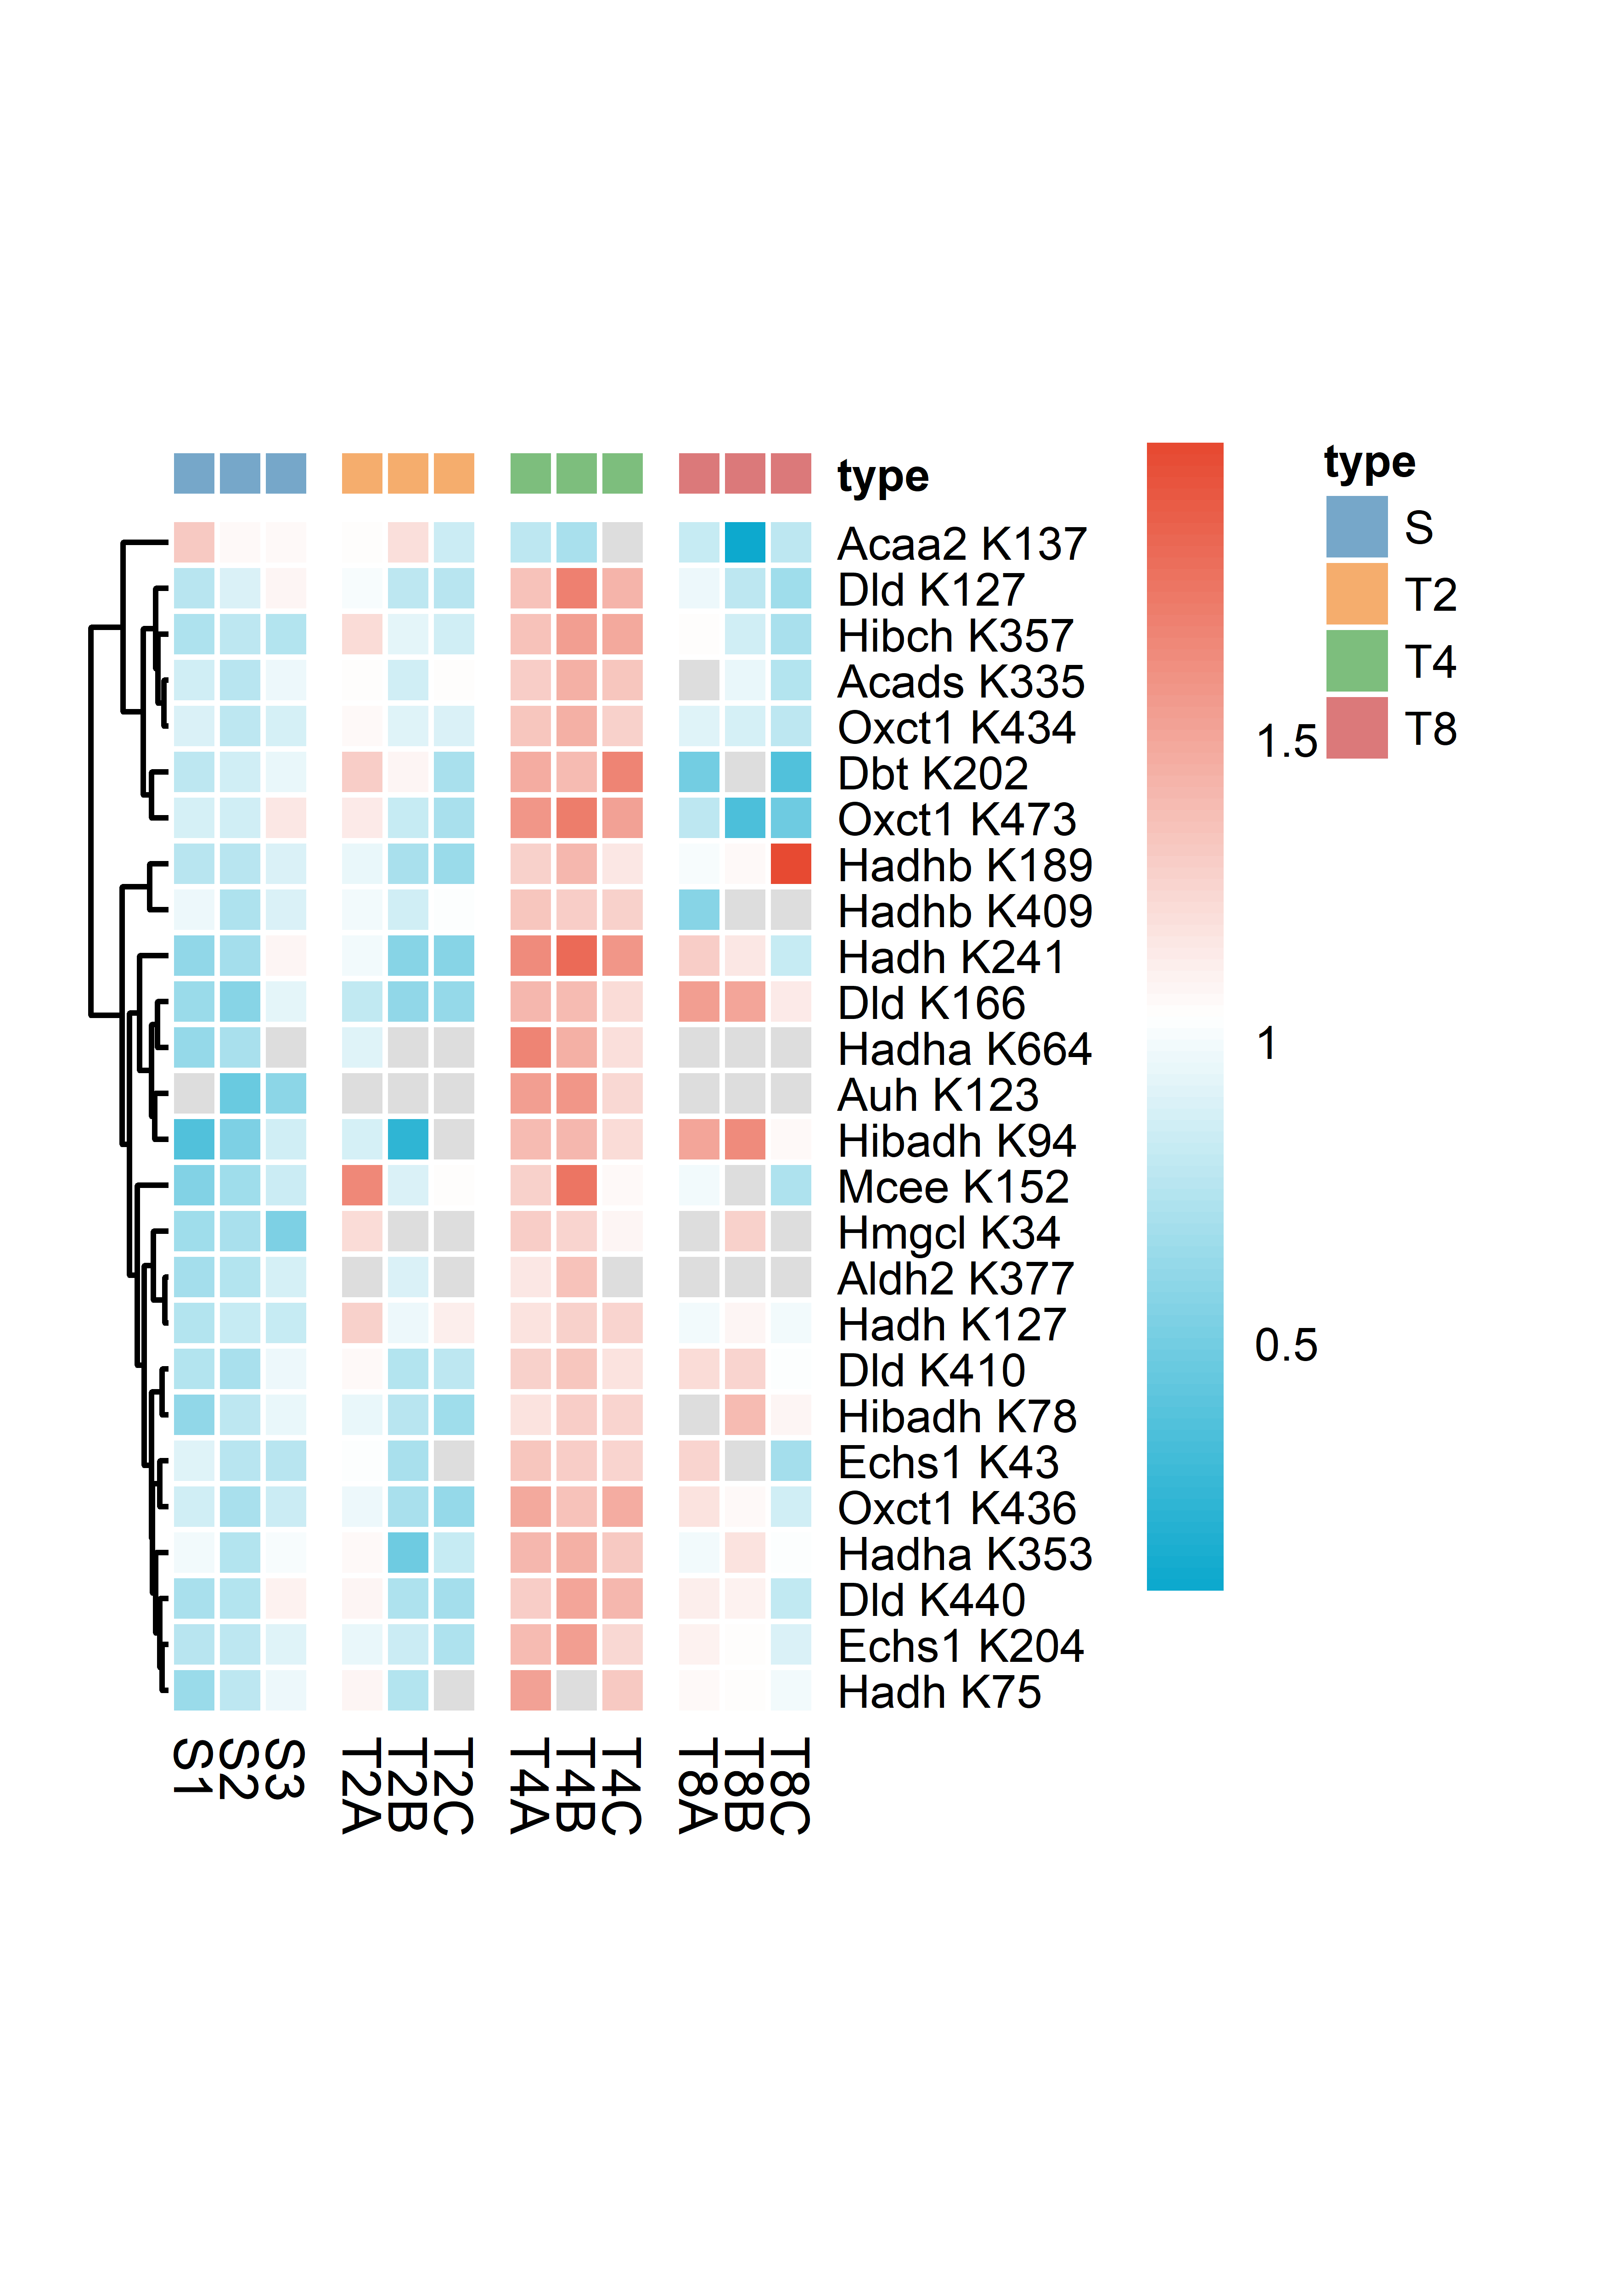 type
Acaa2 K137
Dld K127
Hibch K357
Acads K335
Oxct1 K434
Dbt K202
Oxct1 K473
Hadhb K189
Hadhb K409
Hadh K241
Dld K166
Hadha K664
Auh K123
Hibadh K94
Mcee K152
Hmgcl K34
Aldh2 K377
Hadh K127
Dld K410
Hibadh K78
Echs1 K43
Oxct1 K436
Hadha K353
Dld K440
Echs1 K204
Hadh K75
S1 S2 S3 T2A T2B T2C T4A T4B T4C T8A T8B T8C
1.5
1
0.5
type
S
T2
T4
T8